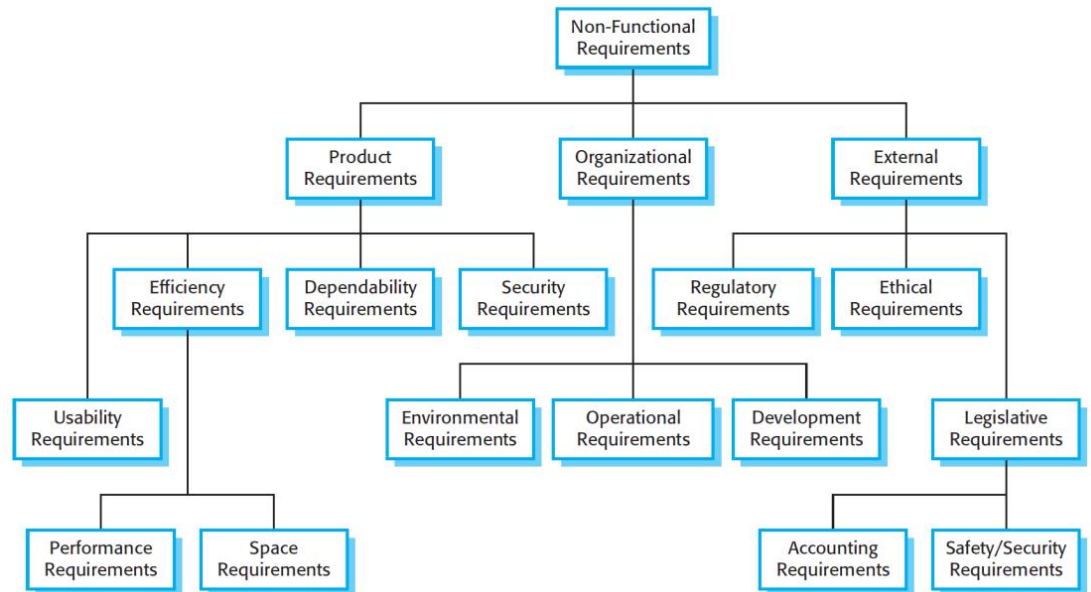 Non-Functional
Requirements
Product
Requirements
Organizational
Requirements
External
Requirements
Efficiency
Requirements
Dependability
Requirements
Security
Requirements
Regulatory
Requirements
Ethical
Requirements
Usability
Requirements
Environmental
Requirements
Operational
Requirements
Development
Requirements
Legislative
Requirements
Performance
Requirements
Space
Requirements
Accounting
Requirements
Safety/Security
Requirements